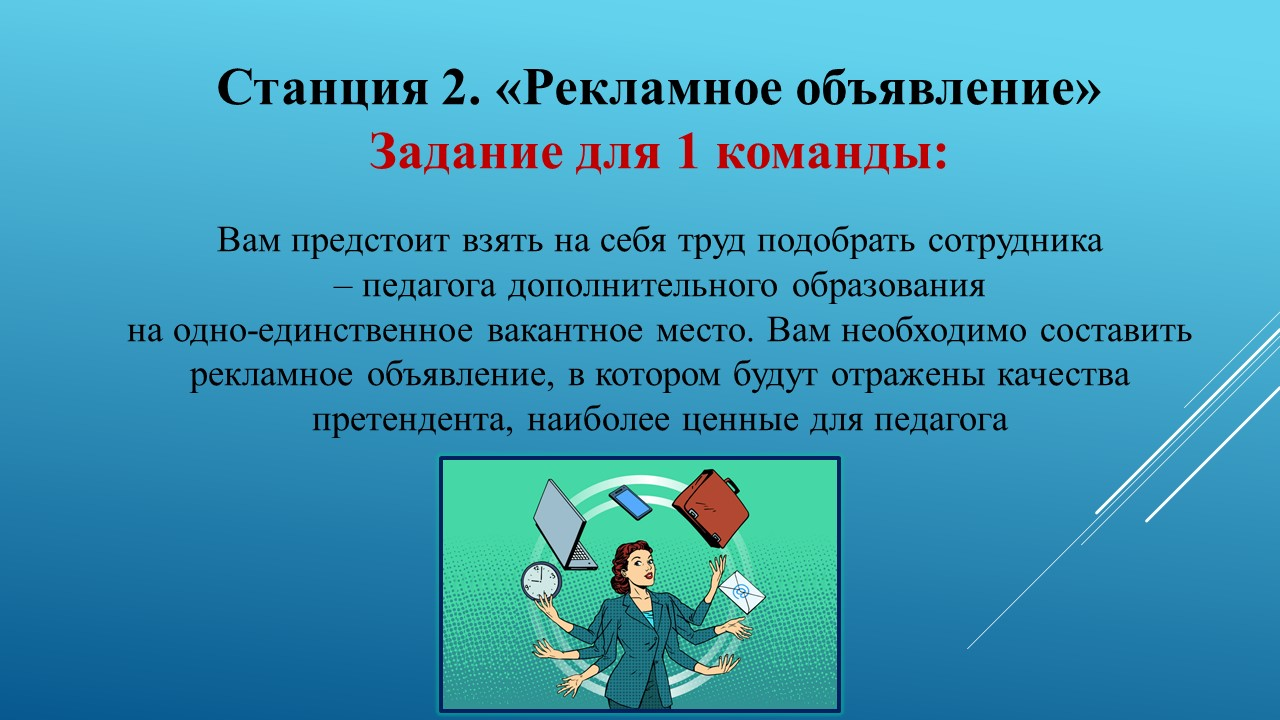 Станция 2. «Рекламное объявление»
Задание для 1 команды:
Вам предстоит взять на себя труд подобрать сотрудника
– педагога дополнительного образования
на одно-единственное вакантное место. Вам необходимо составить
рекламное объявление, в котором будут отражены качества
претендента, наиболее ценные для педагога